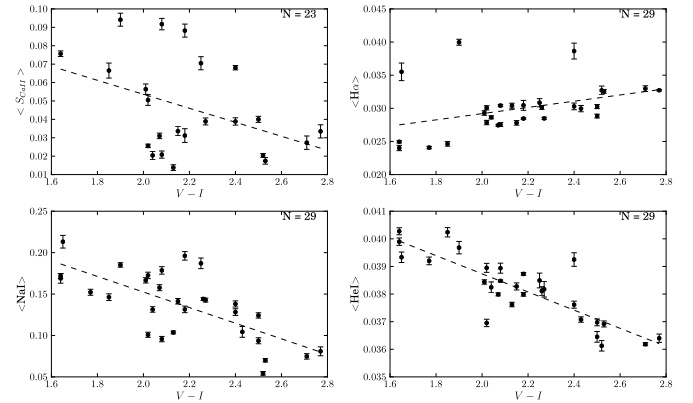 N = 23
0.10
0.09
0.08
0.07
0.06
0.05
0.04
0.03
0.02
0.01
< S_CaII >
1.6 1.8 2.0 2.2 2.4 2.6 2.8
V − I
N = 29
0.045
0.040
0.035
0.030
0.025
0.020
<Hα>
1.6 1.8 2.0 2.2 2.4 2.6 2.8
V − I
N = 29
0.25
0.20
0.15
0.10
0.05
<NaI>
1.6 1.8 2.0 2.2 2.4 2.6 2.8
V − I
N = 29
0.041
0.040
0.039
0.038
0.037
0.036
0.035
<HeI>
1.6 1.8 2.0 2.2 2.4 2.6 2.8
V − I